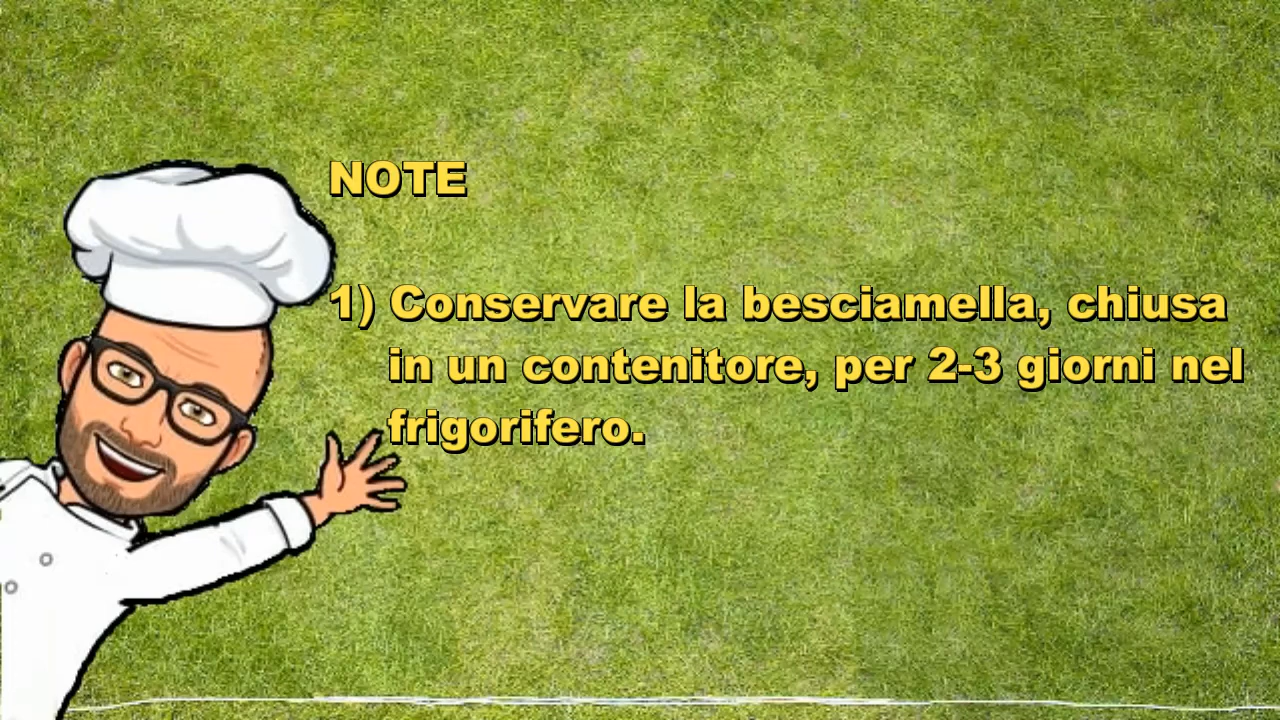 NOTE
1) Conservare la besciamella, chiusa
in un contenitore, per 2-3 giorni nel
frigorifero.